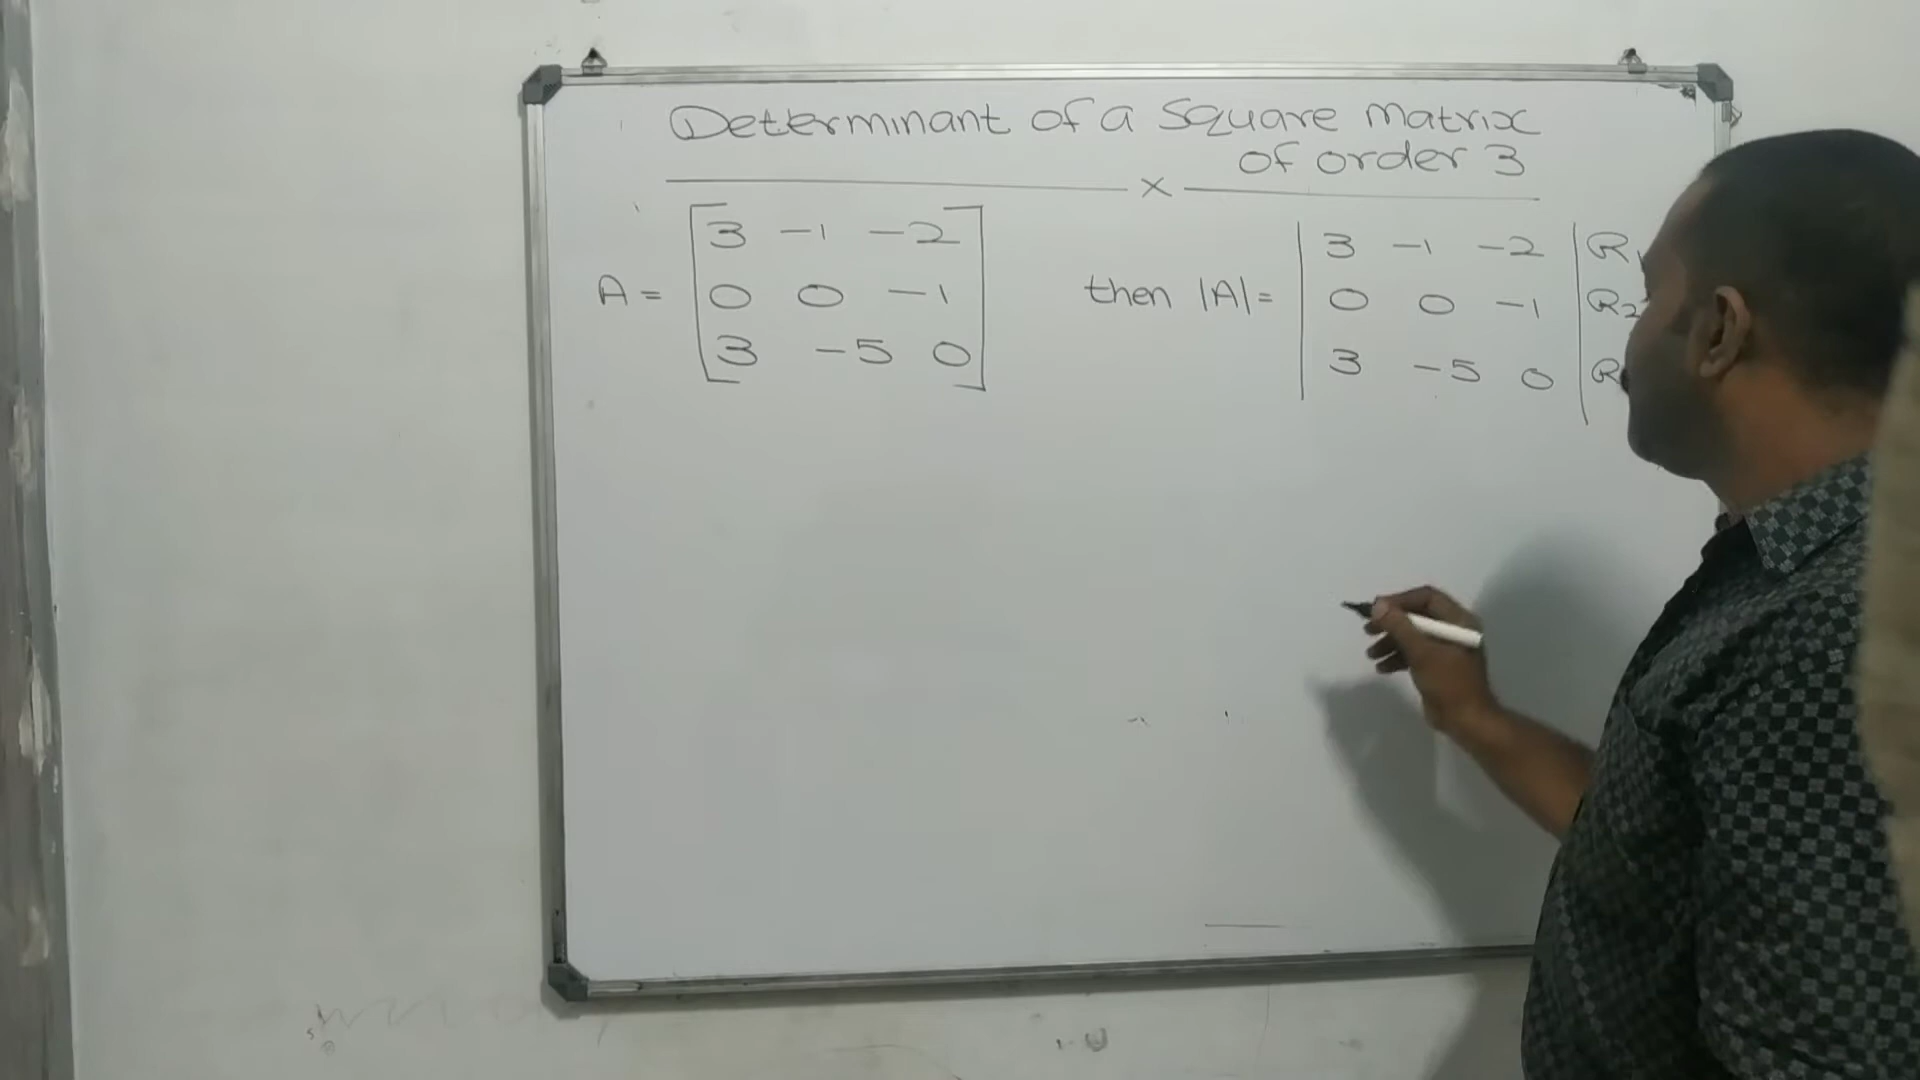 Determinant of a square matrix
of order 3
x
A = [3 -1 -2
0 0 -1
3 -5 0]
then |A| = |3 -1 -2| R1
|0 0 -1| R2
|3 -5 0| R